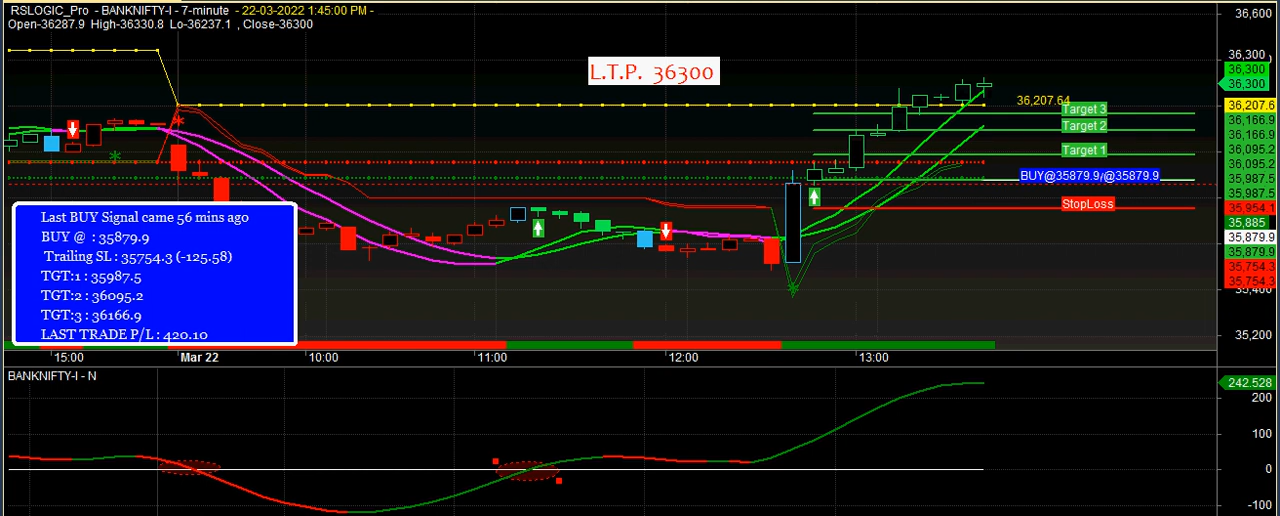 RSLOGIC_Pro - BANKNIFTY-I - 7-minute - 22-03-2022 1:45:00 PM -
Open-36287.9 High-36330.8 Lo-36237.1 , Close-36300
36,600
L.T.P. 36300
36,300
36,300
36,300
36,207.64
36,207.6
Target 3
36,166.9
Target 2
36,166.9
Target 1
36,095.2
36,095.2
BUY@35879.9/@35879.9
35,987.5
35,987.5
StopLoss
35,954.1
35,885
35,879.9
35,754.3
35,754.3
35,400
35,200
Last BUY Signal came 56 mins ago
BUY @ : 35879.9
Trailing SL : 35754.3 (-125.58)
TGT:1 : 35987.5
TGT:2 : 36095.2
TGT:3 : 36166.9
LAST TRADE P/L : 420.10
15:00 Mar 22 10:00 11:00 12:00 13:00
BANKNIFTY-I - N
242.528
200
100
0
-100